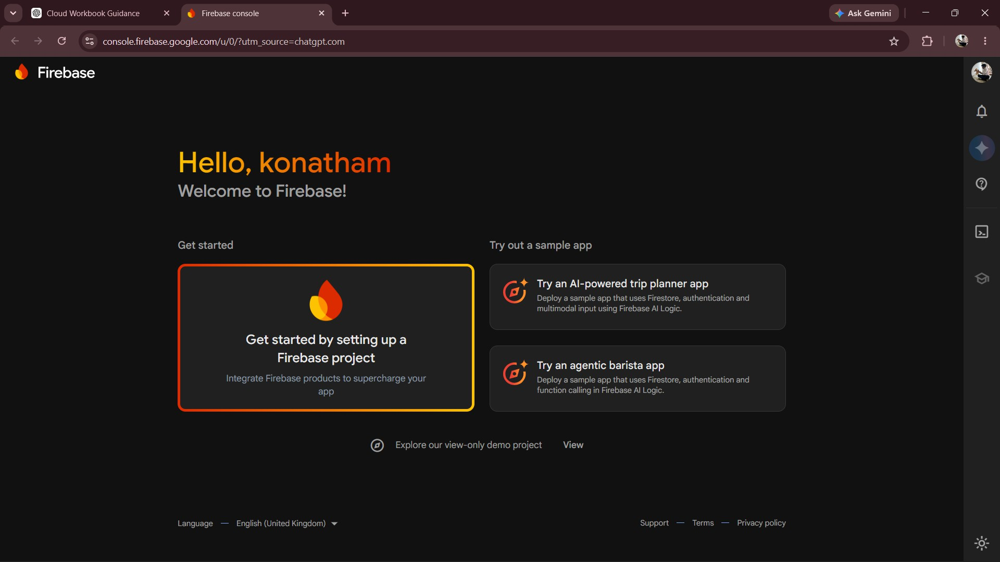 Cloud Workbook Guidance
Firebase console
Ask Gemini
console.firebase.google.com/u/0/?utm_source=chatgpt.com
Firebase
Hello, konatham
Welcome to Firebase!
Get started
Get started by setting up a
Firebase project
Integrate Firebase products to supercharge your
app
Try out a sample app
Try an AI-powered trip planner app
Deploy a sample app that uses Firestore, authentication and
multimodal input using Firebase AI Logic.
Try an agentic barista app
Deploy a sample app that uses Firestore, authentication and
function calling in Firebase AI Logic.
Explore our view-only demo project View
Language — English (United Kingdom)
Support — Terms — Privacy policy